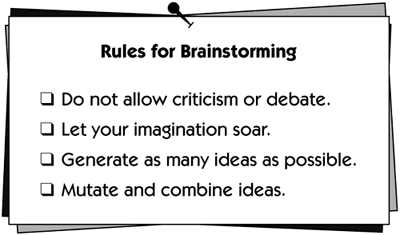 Rules for Brainstorming
❑ Do not allow criticism or debate.
❑ Let your imagination soar.
❑ Generate as many ideas as possible.
❑ Mutate and combine ideas.